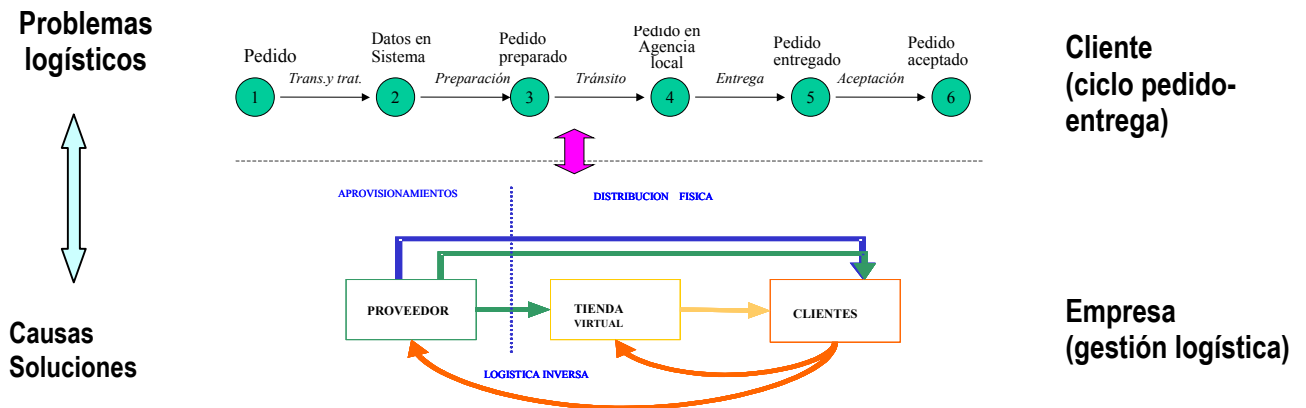 Problemas
logísticos
Pedido
Datos en
Sistema
Pedido
preparado
Pedido en
Agencia
local
Pedido
entregado
Pedido
aceptado
Trans.y trat.
Preparación
Tránsito
Entrega
Aceptación
1
2
3
4
5
6
Cliente
(ciclo pedido-
entrega)
APROVISIONAMIENTOS
DISTRIBUCION FISICA
PROVEEDOR
TIENDA
VIRTUAL
CLIENTES
LOGISTICA INVERSA
Causas
Soluciones
Empresa
(gestión logística)